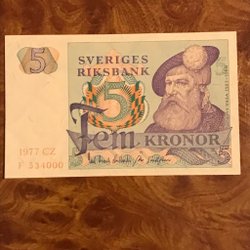 5
SVERIGES
RIKSBANK
5
Fem KRONOR
1977 CZ
F 534000
5